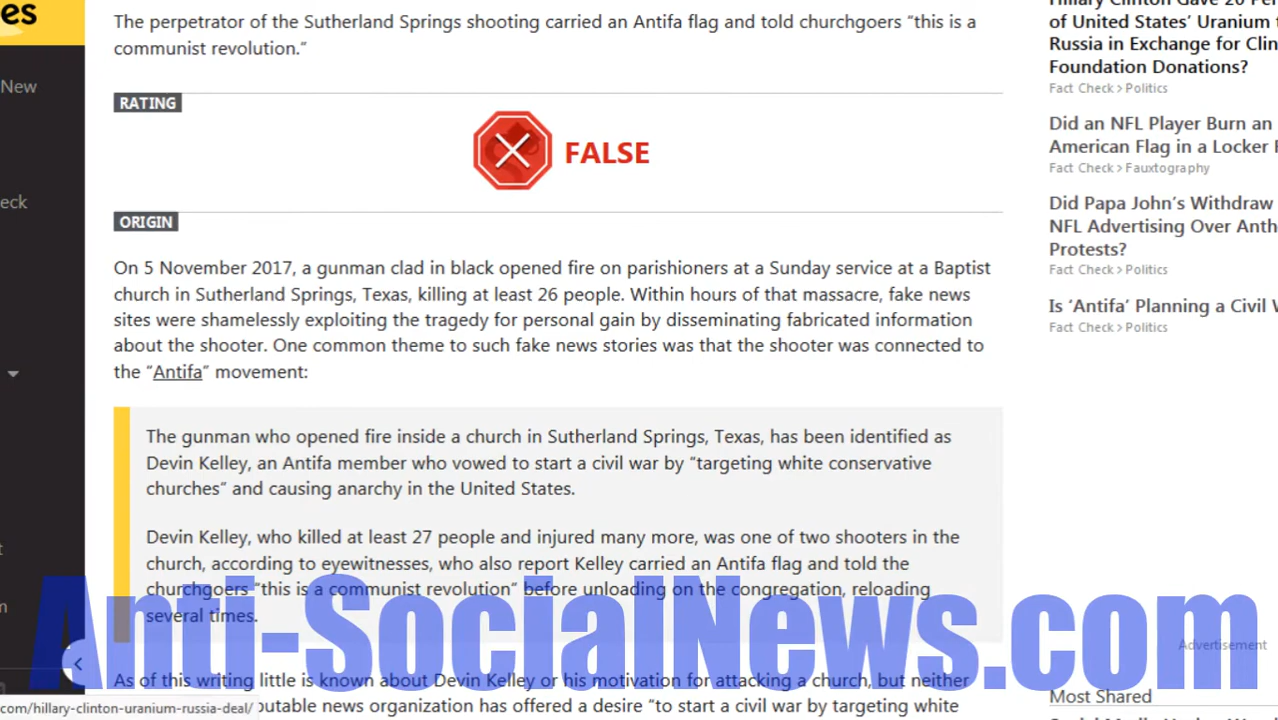 es
The perpetrator of the Sutherland Springs shooting carried an Antifa flag and told churchgoers “this is a
communist revolution.”
RATING
FALSE
ORIGIN
On 5 November 2017, a gunman clad in black opened fire on parishioners at a Sunday service at a Baptist
church in Sutherland Springs, Texas, killing at least 26 people. Within hours of that massacre, fake news
sites were shamelessly exploiting the tragedy for personal gain by disseminating fabricated information
about the shooter. One common theme to such fake news stories was that the shooter was connected to
the “Antifa” movement:
The gunman who opened fire inside a church in Sutherland Springs, Texas, has been identified as
Devin Kelley, an Antifa member who vowed to start a civil war by “targeting white conservative
churches” and causing anarchy in the United States.
Devin Kelley, who killed at least 27 people and injured many more, was one of two shooters in the
church, according to eyewitnesses, who also report Kelley carried an Antifa flag and told the
churchgoers “this is a communist revolution” before unloading on the congregation, reloading
several times.
As of this writing little is known about Devin Kelley or his motivation for attacking a church, but neither
putable news organization has offered a desire “to start a civil war by targeting white
Anti-SocialNews.com
New
eck
t
m
com/hillary-clinton-uranium-russia-deal/
Hillary Clinton Gave 20 Per
of United States’ Uranium t
Russia in Exchange for Clin
Foundation Donations?
Fact Check > Politics
Did an NFL Player Burn an
American Flag in a Locker R
Fact Check > Fauxtography
Did Papa John’s Withdraw
NFL Advertising Over Anth
Protests?
Fact Check > Politics
Is ‘Antifa’ Planning a Civil W
Fact Check > Politics
Advertisement
Most Shared